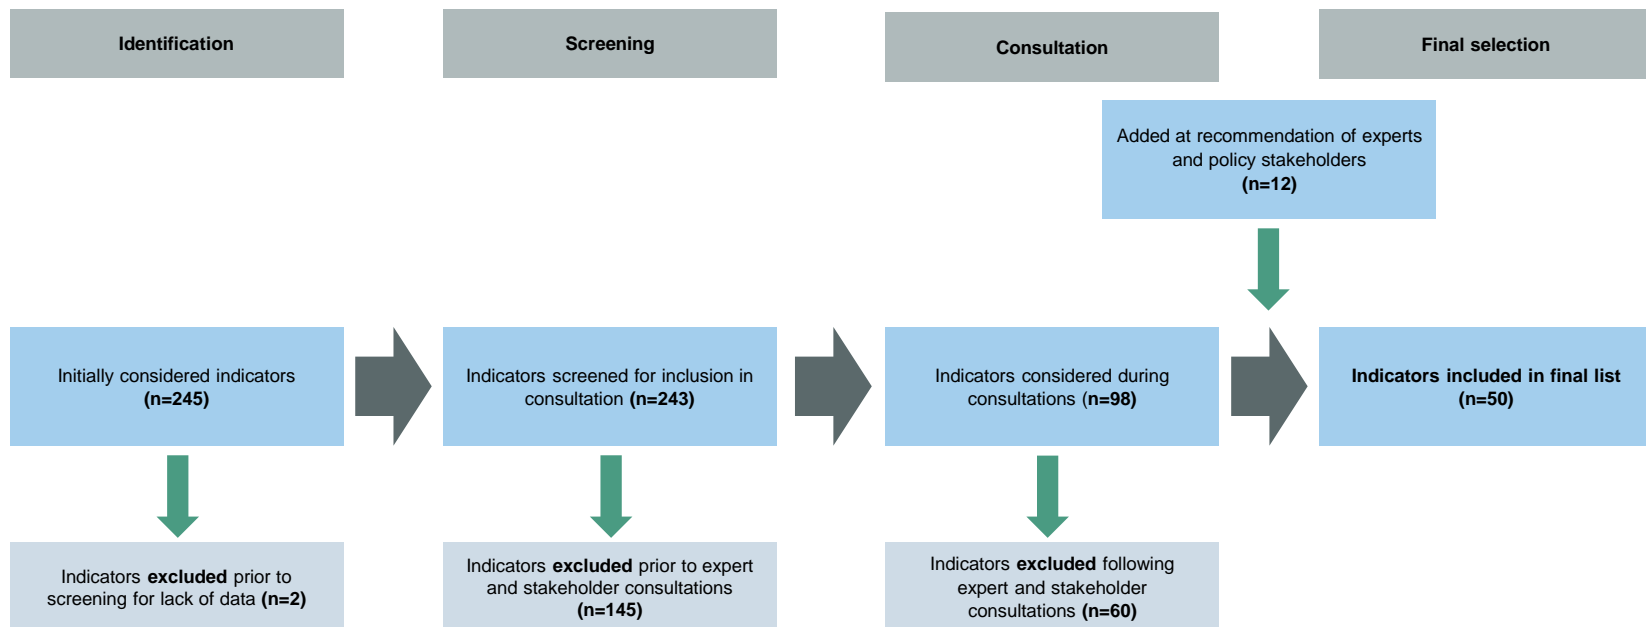 Identification
Screening
Consultation
Final selection
Added at recommendation of experts
and policy stakeholders
(n=12)
Initially considered indicators
(n=245)
Indicators screened for inclusion in
consultation (n=243)
Indicators considered during
consultations (n=98)
Indicators included in final list
(n=50)
Indicators excluded prior to
screening for lack of data (n=2)
Indicators excluded prior to expert
and stakeholder consultations
(n=145)
Indicators excluded following
expert and stakeholder
consultations (n=60)